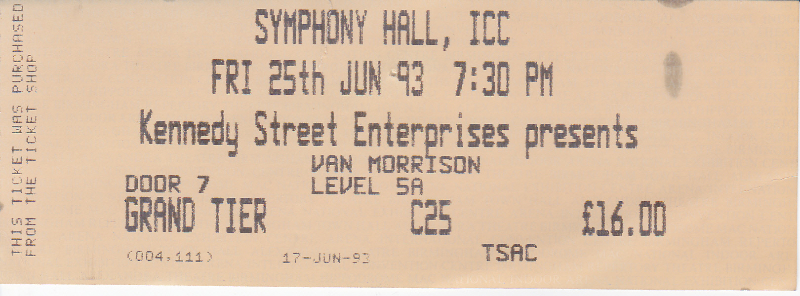 SYMPHONY HALL, ICC
FRI 25th JUN 93 7:30 PM
Kennedy Street Enterprises presents
VAN MORRISON
DOOR 7 LEVEL 5A
GRAND TIER C25 £16.00
(004,111) 17-JUN-93 TSAC
THIS TICKET WAS PURCHASED
FROM THE TICKET SHOP